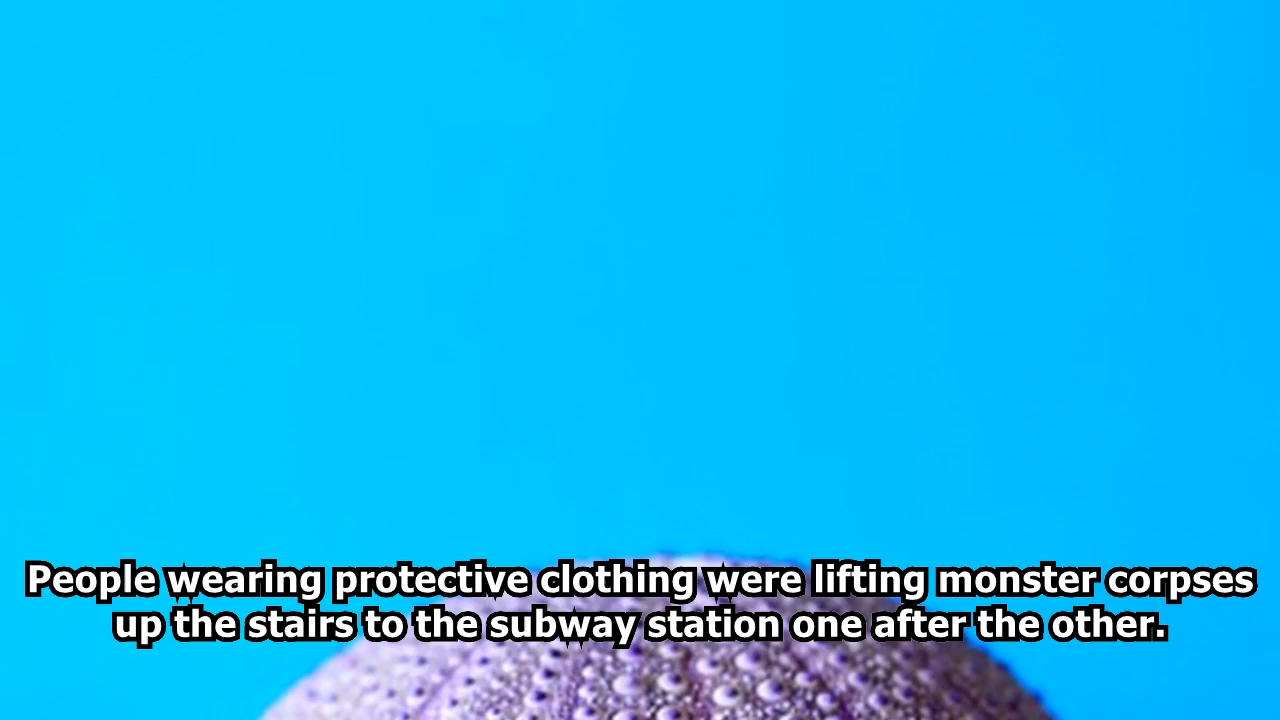 People wearing protective clothing were lifting monster corpses
up the stairs to the subway station one after the other.